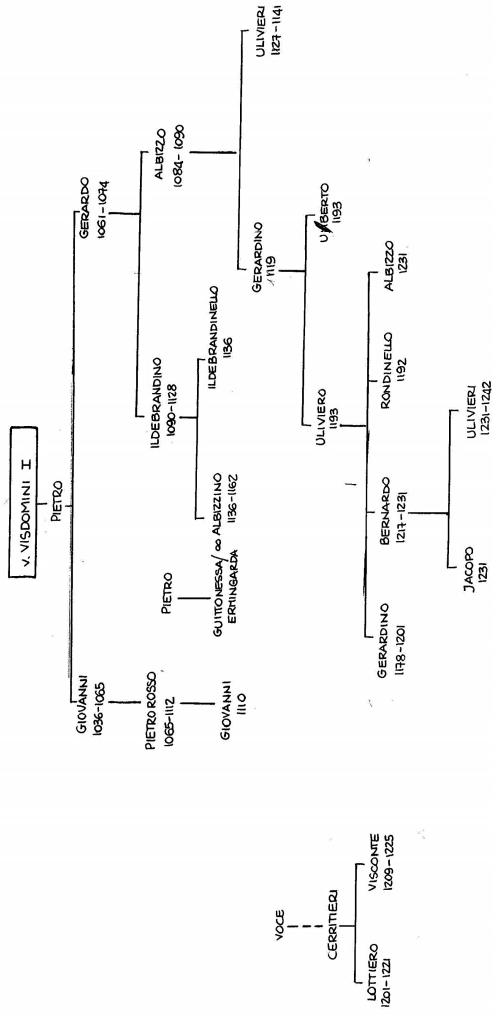 V. VISDOMINI I
PIETRO
GIOVANNI
1036-1065
GERARDO
1061-1074
PIETRO ROSSO
1065-1112
PIETRO
ILDEBRANDINO
1090-1128
ALBIZZO
1084-1090
GIOVANNI
1110
GUITTONESSA/ ∞ ALBIZZINO
ERMINGARDA
1136-1162
ILDEBRANDINELLO
1136
GERARDINO
1119
ULIVIERI
1127-1141
ULIVIERO
1193
1193
GERARDINO
1178-1201
BERNARDO
1217-1231
RONDINELLO
1192
ALBIZZO
1231
JACOPO
1231
ULIVIERI
1231-1242
VOCE
CERRITIERI
LOTTIERO
1201-1221
VISCONTE
1209-1225